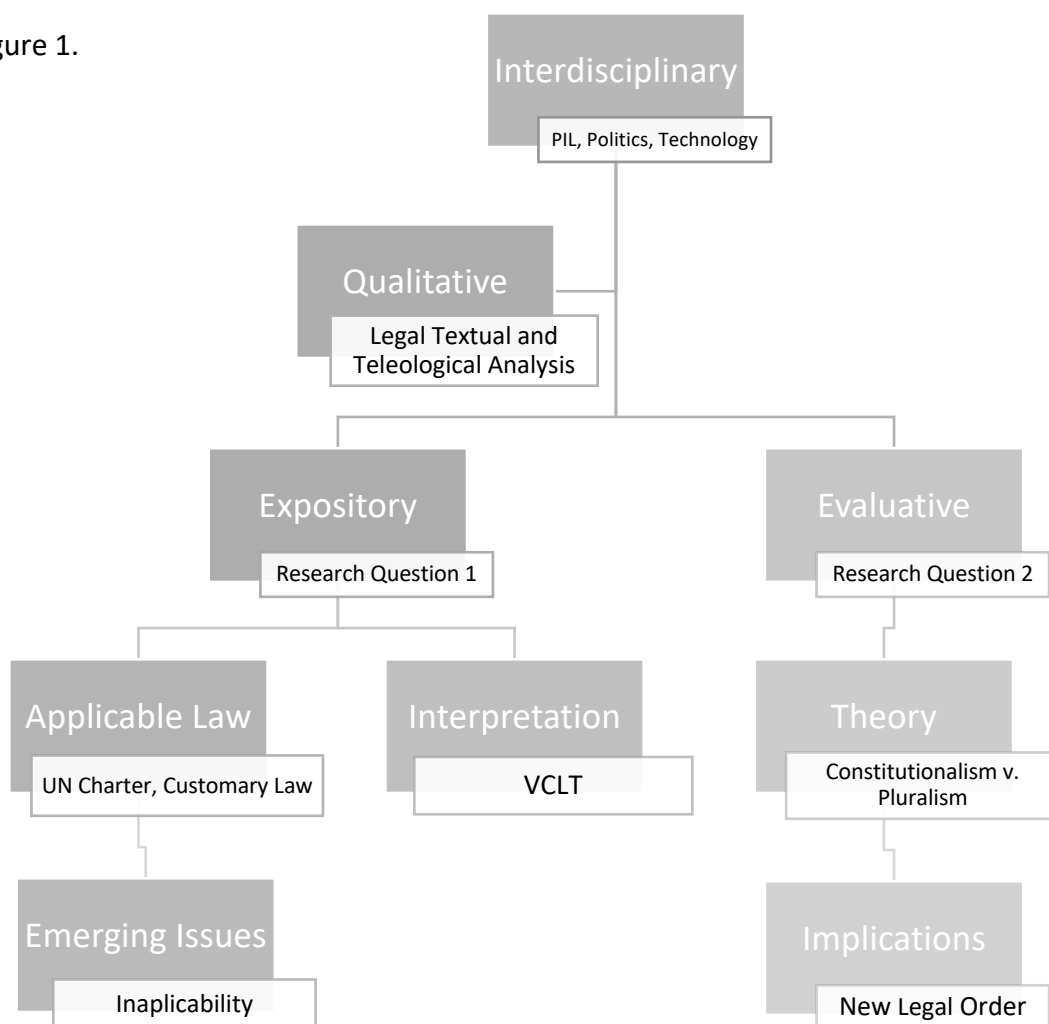 gure 1.
Interdisciplinary
PIL, Politics, Technology
Qualitative
Legal Textual and
Teleological Analysis
Expository
Research Question 1
Evaluative
Research Question 2
Applicable Law
UN Charter, Customary Law
Interpretation
VCLT
Theory
Constitutionalism v.
Pluralism
Emerging Issues
Inaplicability
Implications
New Legal Order